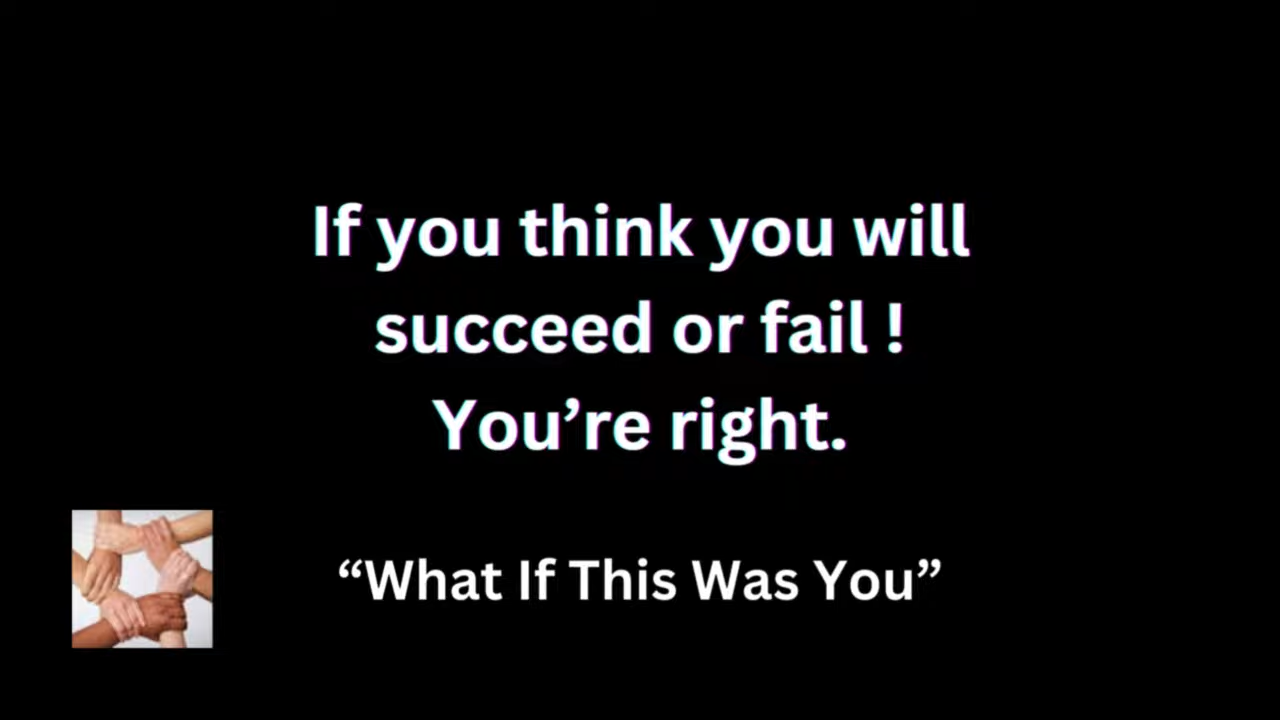 If you think you will
succeed or fail !
You’re right.
“What If This Was You”